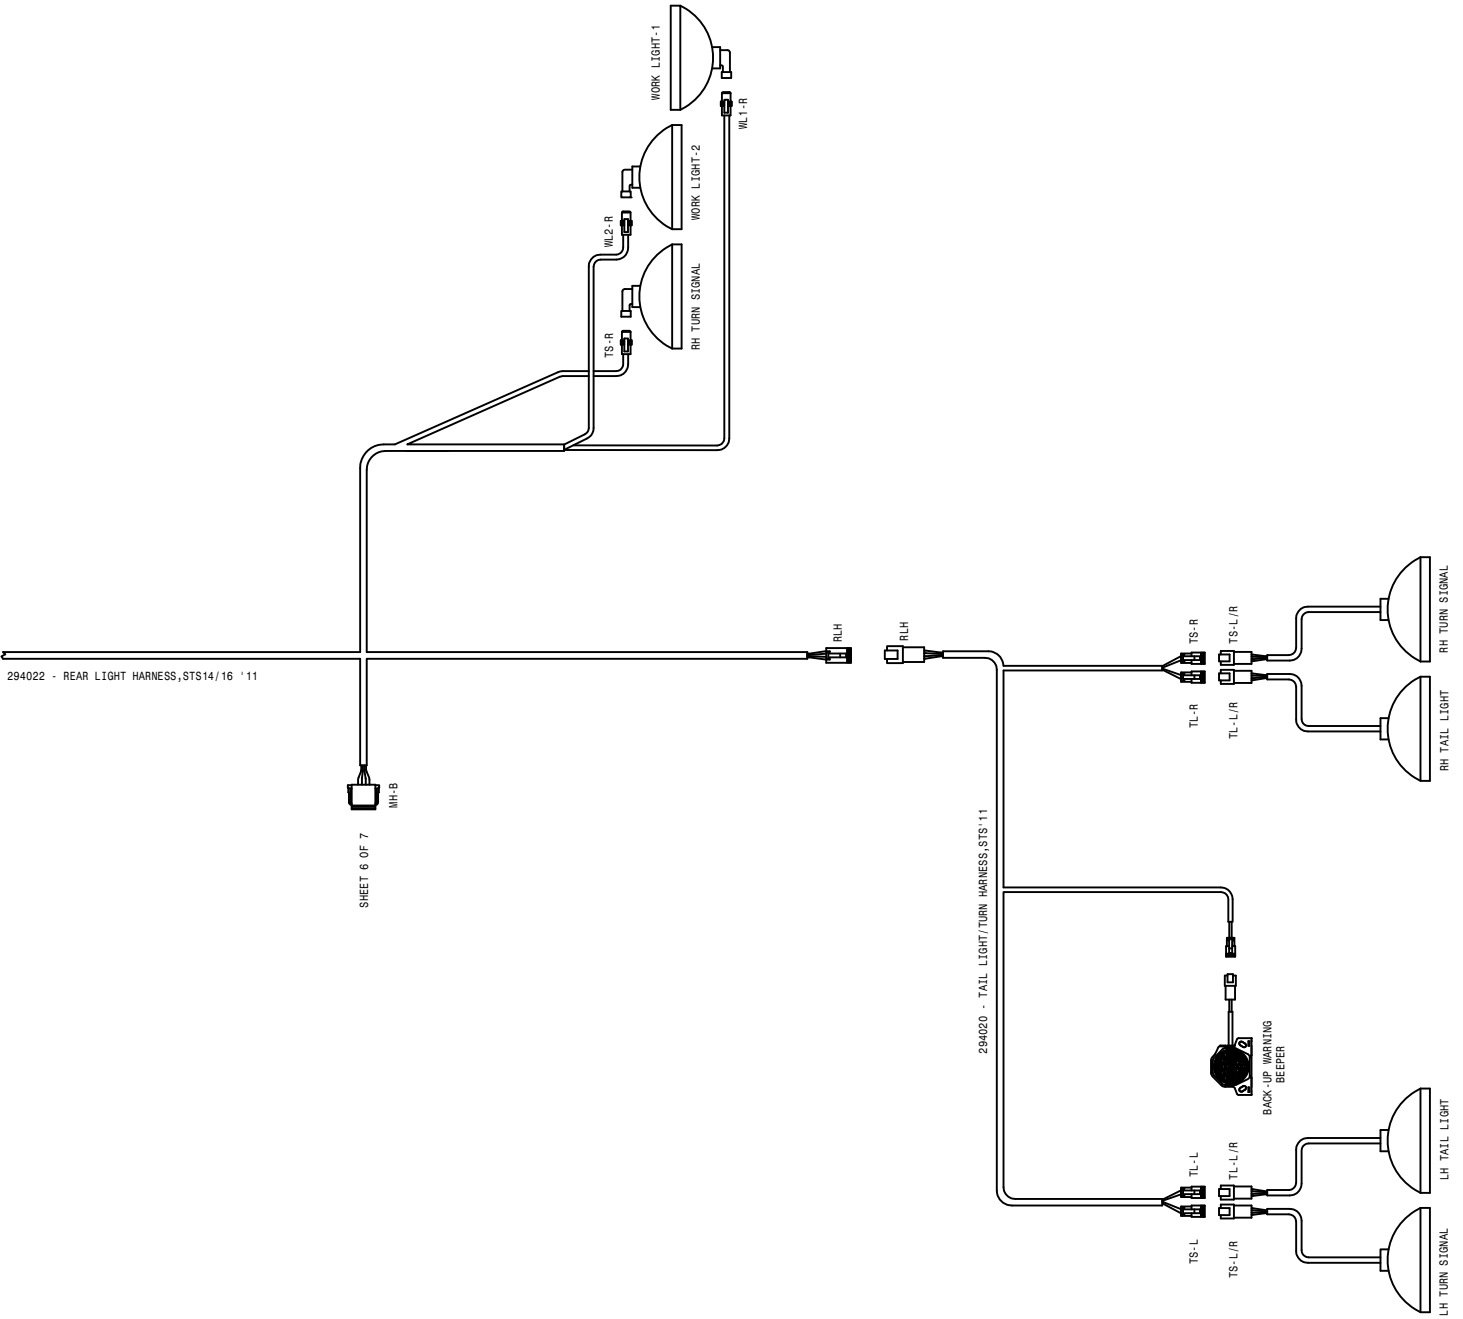 WORK LIGHT-1
WL1-R
WORK LIGHT-2
WL2-R
RH TURN SIGNAL
TS-R
RLH
RLH
294022 - REAR LIGHT HARNESS,STS14/16 '11
MH-B
SHEET 6 OF 7
TS-R
TS-L/R
RH TURN SIGNAL
TL-R
TL-L/R
RH TAIL LIGHT
294020 - TAIL LIGHT/TURN HARNESS,STS'11
BACK-UP WARNING
BEEPER
TL-L
TL-L/R
LH TAIL LIGHT
TS-L
TS-L/R
LH TURN SIGNAL